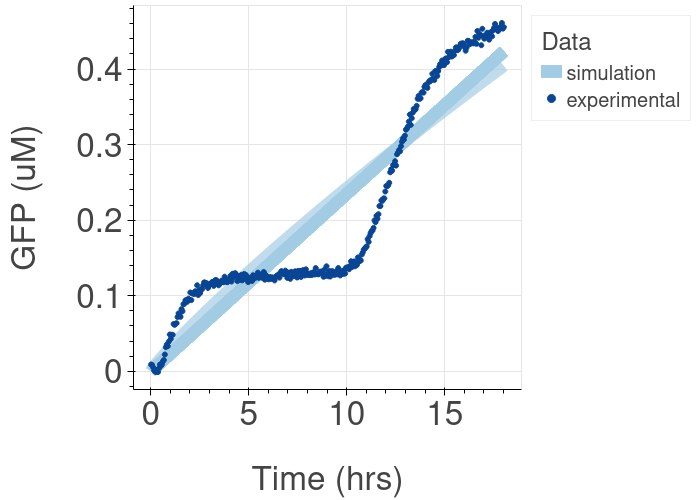 GFP (uM)
0.4
0.3
0.2
0.1
0
0 5 10 15
Time (hrs)
Data
simulation
experimental